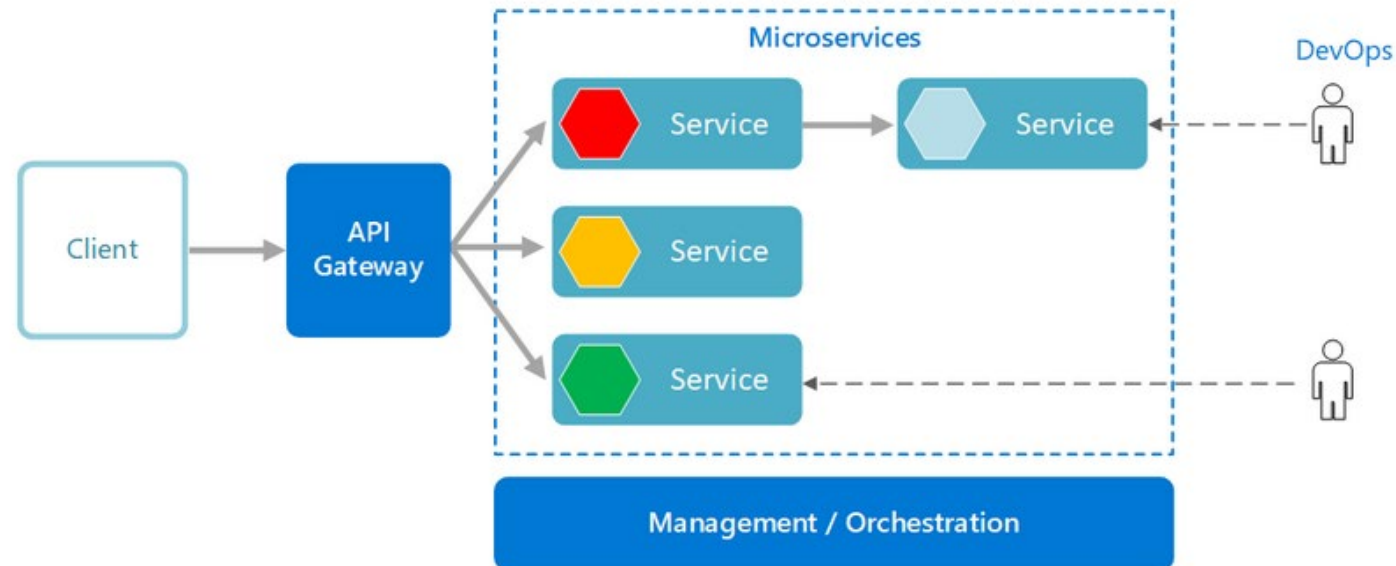 Microservices
DevOps
Service
Service
Client
API
Gateway
Service
Service
Management / Orchestration